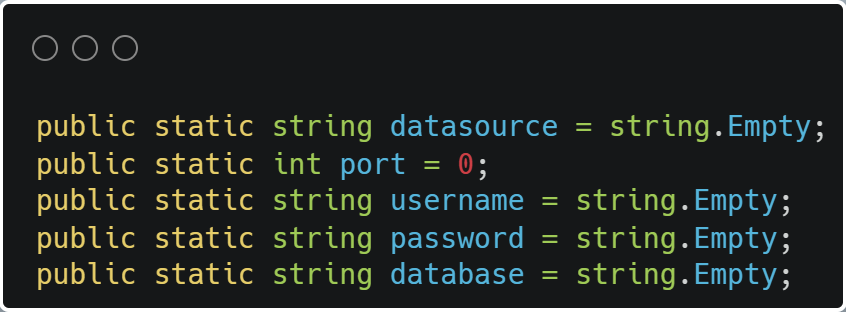 public static string datasource = string.Empty;
public static int port = 0;
public static string username = string.Empty;
public static string password = string.Empty;
public static string database = string.Empty;